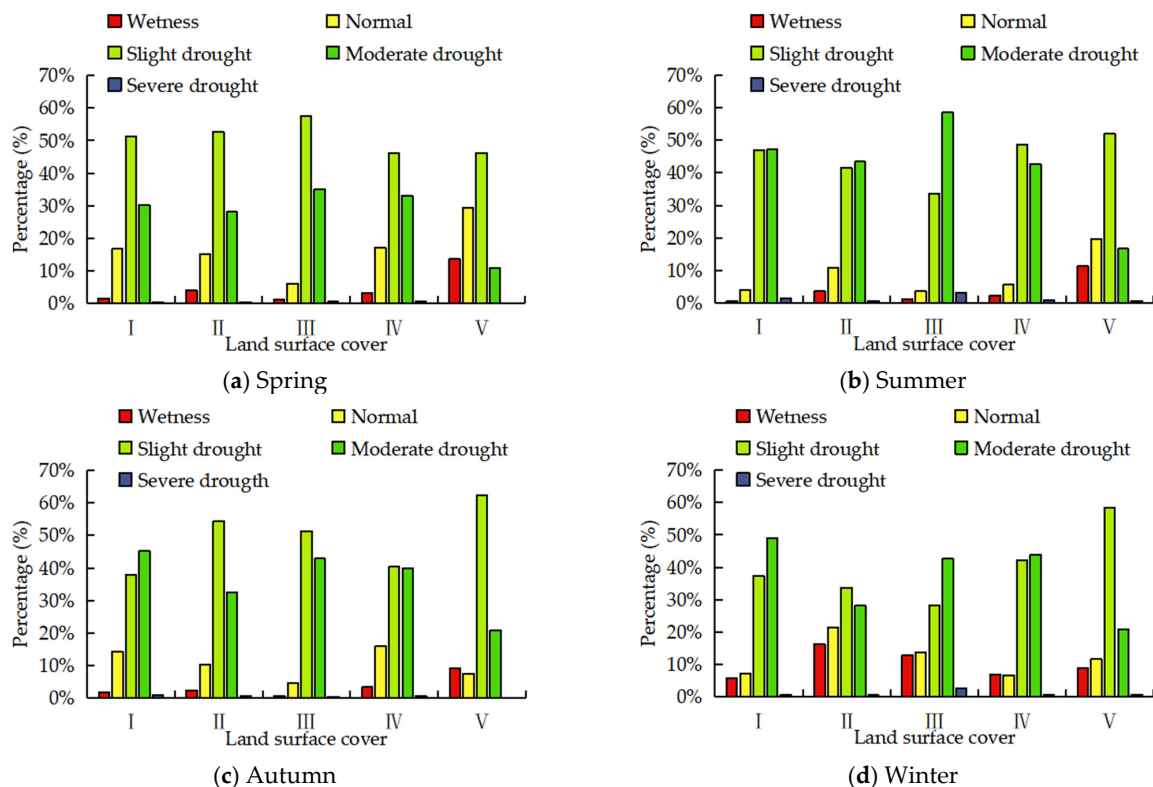 Wetness Normal
Slight drought Moderate drought
Severe drought
70%
60%
50%
40%
30%
20%
10%
0%
Percentage (%)
I II III IV V
Land surface cover
(a) Spring
Wetness Normal
Slight drought Moderate drought
Severe drought
70%
60%
50%
40%
30%
20%
10%
0%
Percentage (%)
I II III IV V
Land surface cover
(b) Summer
Wetness Normal
Slight drought Moderate drought
Severe drougth
70%
60%
50%
40%
30%
20%
10%
0%
Percentage (%)
I II III IV V
Land surface cover
(c) Autumn
Wetness Normal
Slight drought Moderate drought
Severe drought
70%
60%
50%
40%
30%
20%
10%
0%
Percentage (%)
I II III IV V
Land surface cover
(d) Winter